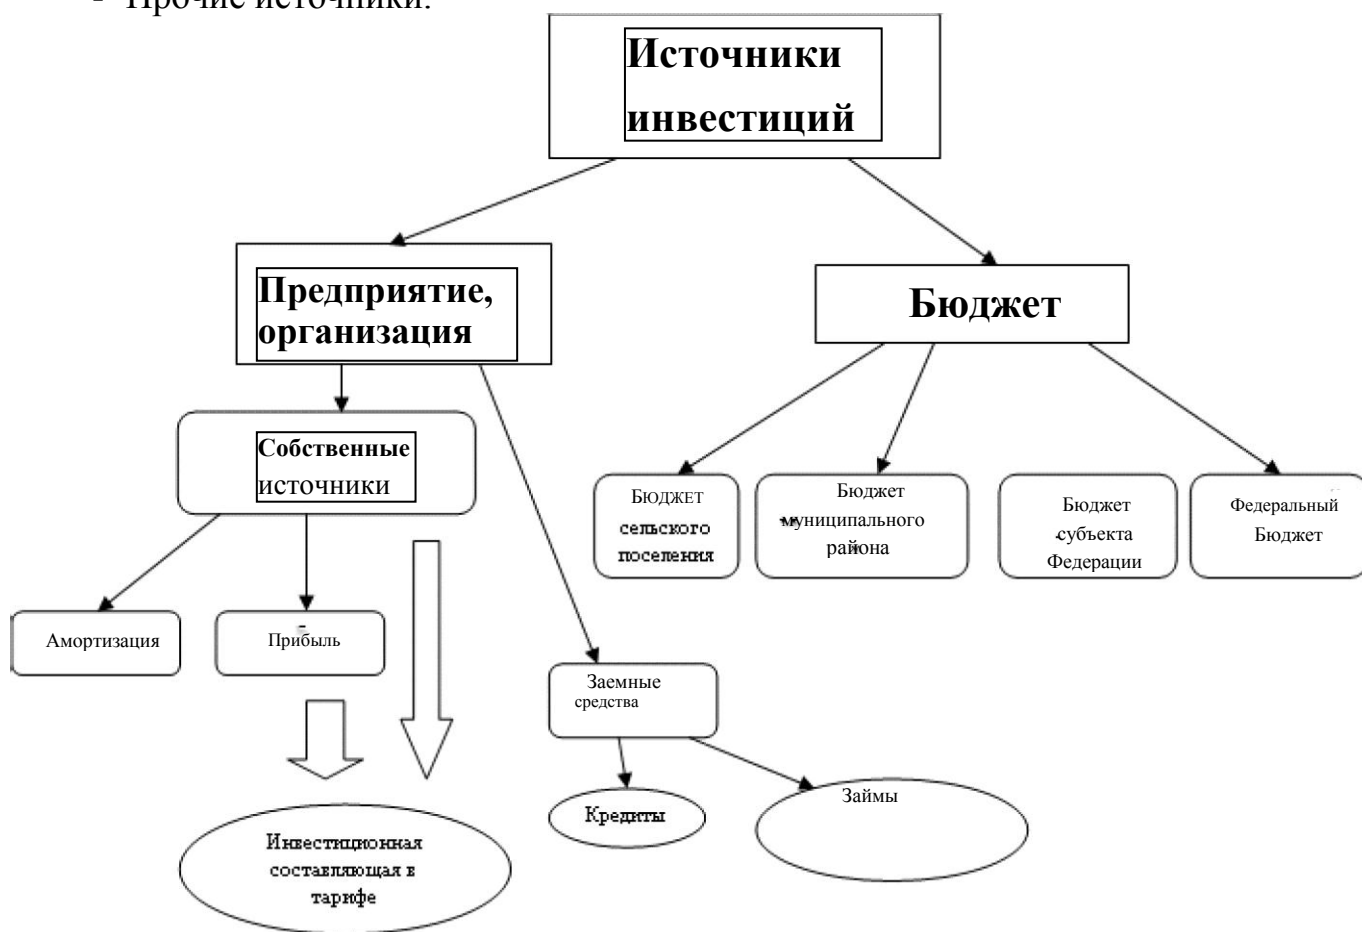 - Прочие источники.
Источники
инвестиций
Предприятие,
организация
Бюджет
Собственные
источники
Бюджет
сельского
поселения
Бюджет
муниципального
района
Бюджет
субъекта
Федерации
Федеральный
Бюджет
Амортизация
Прибыль
Заемные
средства
Кредиты
Займы
Инвестиционная
составляющая в
тарифе